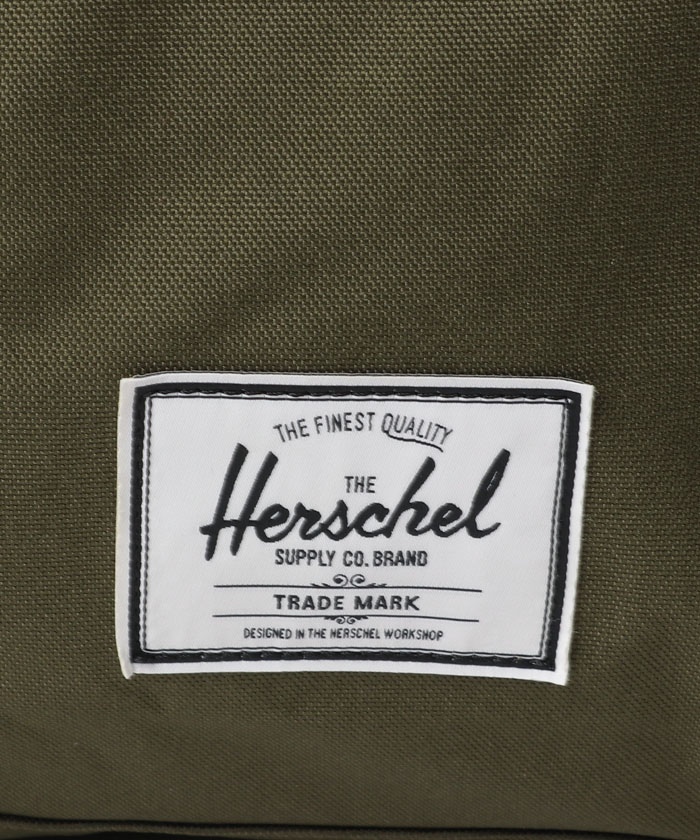 THE FINEST QUALITY
THE
Herschel
SUPPLY CO. BRAND
TRADE MARK
DESIGNED IN THE HERSCHEL WORKSHOP